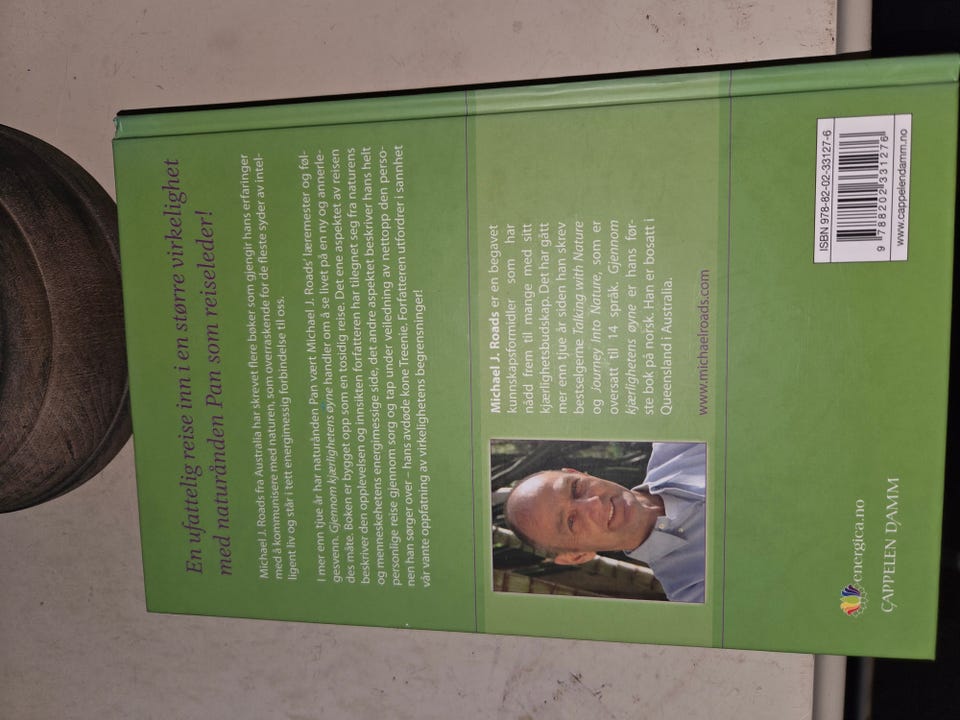 En ufattelig reise inn i en større virkelighet
med naturånden Pan som reiseleder!
Michael J. Roads fra Australia har skrevet flere bøker som gjengir hans erfaringer
med å kommunisere med naturen, som overraskende for de fleste syder av intel-
ligent liv og står i tett energimessig forbindelse til oss.
I mer enn tjue år har naturånden Pan vært Michael J. Roads' læremester og føl-
gesvenn. Gjennom kjærlighetens øyne handler om å se livet på en ny og annerle-
des måte. Boken er bygget opp som en tosidig reise. Det ene aspektet av reisen
beskriver den opplevelsen og innsikten forfatteren har tilegnet seg fra naturens
og menneskehetens energimessige side, det andre aspektet beskriver hans helt
personlige reise gjennom sorg og tap under veiledning av nettopp den perso-
nen han sørger over – hans avdøde kone Treenie. Forfatteren utfordrer i sannhet
vår vante oppfatning av virkelighetens begrensninger!
Michael J. Roads er en begavet
kunnskapsformidler som har
nådd frem til mange med sitt
kjærlighetsbudskap. Det har gått
mer enn tjue år siden han skrev
bestselgerne Talking with Nature
og Journey Into Nature, som er
oversatt til 14 språk. Gjennom
kjærlighetens øyne er hans før-
ste bok på norsk. Han er bosatt i
Queensland i Australia.
www.michaelroads.com
energica.no
CAPPELEN DAMM
ISBN 978-82-02-33127-6
9 788202 331276
www.cappelendamm.no